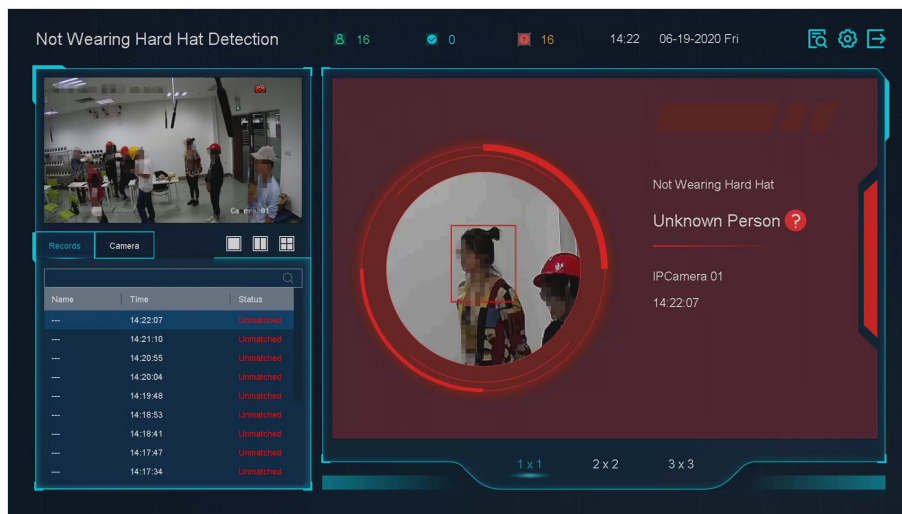 Not Wearing Hard Hat Detection
16
0
16
14:22 06-19-2020 Fri
Camera 01
Records Camera
Name Time Status
--- 14:22:07 Unmatched
--- 14:21:10 Unmatched
--- 14:20:55 Unmatched
--- 14:20:04 Unmatched
--- 14:19:48 Unmatched
--- 14:18:53 Unmatched
--- 14:18:41 Unmatched
--- 14:17:47 Unmatched
--- 14:17:34 Unmatched
Not Wearing Hard Hat
Unknown Person ?
IPCamera 01
14:22:07
1 x 1 2 x 2 3 x 3